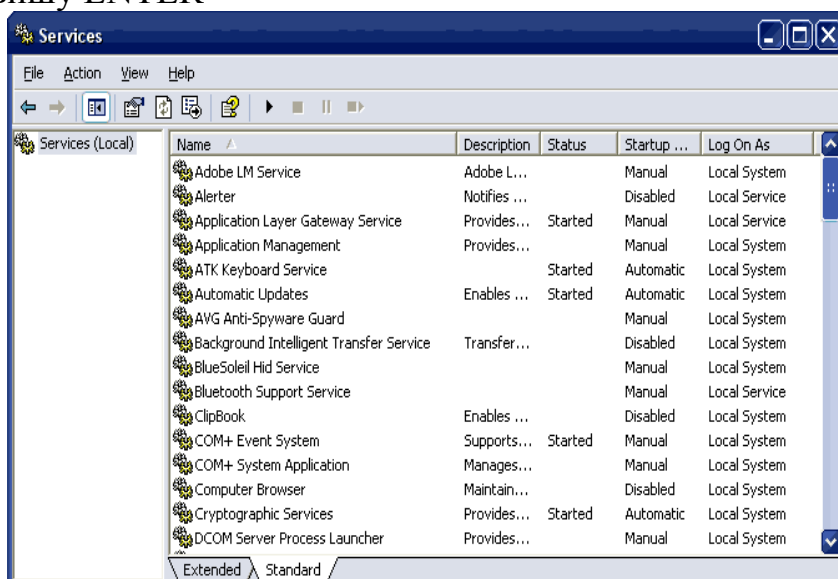 ENTER
Services
File Action View Help
Services (Local)
Name Description Status Startup ... Log On As
Adobe LM Service Adobe L... Manual Local System
Alerter Notifies ... Disabled Local Service
Application Layer Gateway Service Provides... Started Manual Local Service
Application Management Provides... Manual Local System
ATK Keyboard Service Started Automatic Local System
Automatic Updates Enables ... Started Automatic Local System
AVG Anti-Spyware Guard Manual Local System
Background Intelligent Transfer Service Transfer... Disabled Local System
BlueSoleil Hid Service Manual Local System
Bluetooth Support Service Manual Local Service
ClipBook Enables ... Disabled Local System
COM+ Event System Supports... Started Manual Local System
COM+ System Application Manages... Manual Local System
Computer Browser Maintain... Disabled Local System
Cryptographic Services Provides... Started Automatic Local System
DCOM Server Process Launcher Provides... Manual Local System
Extended Standard